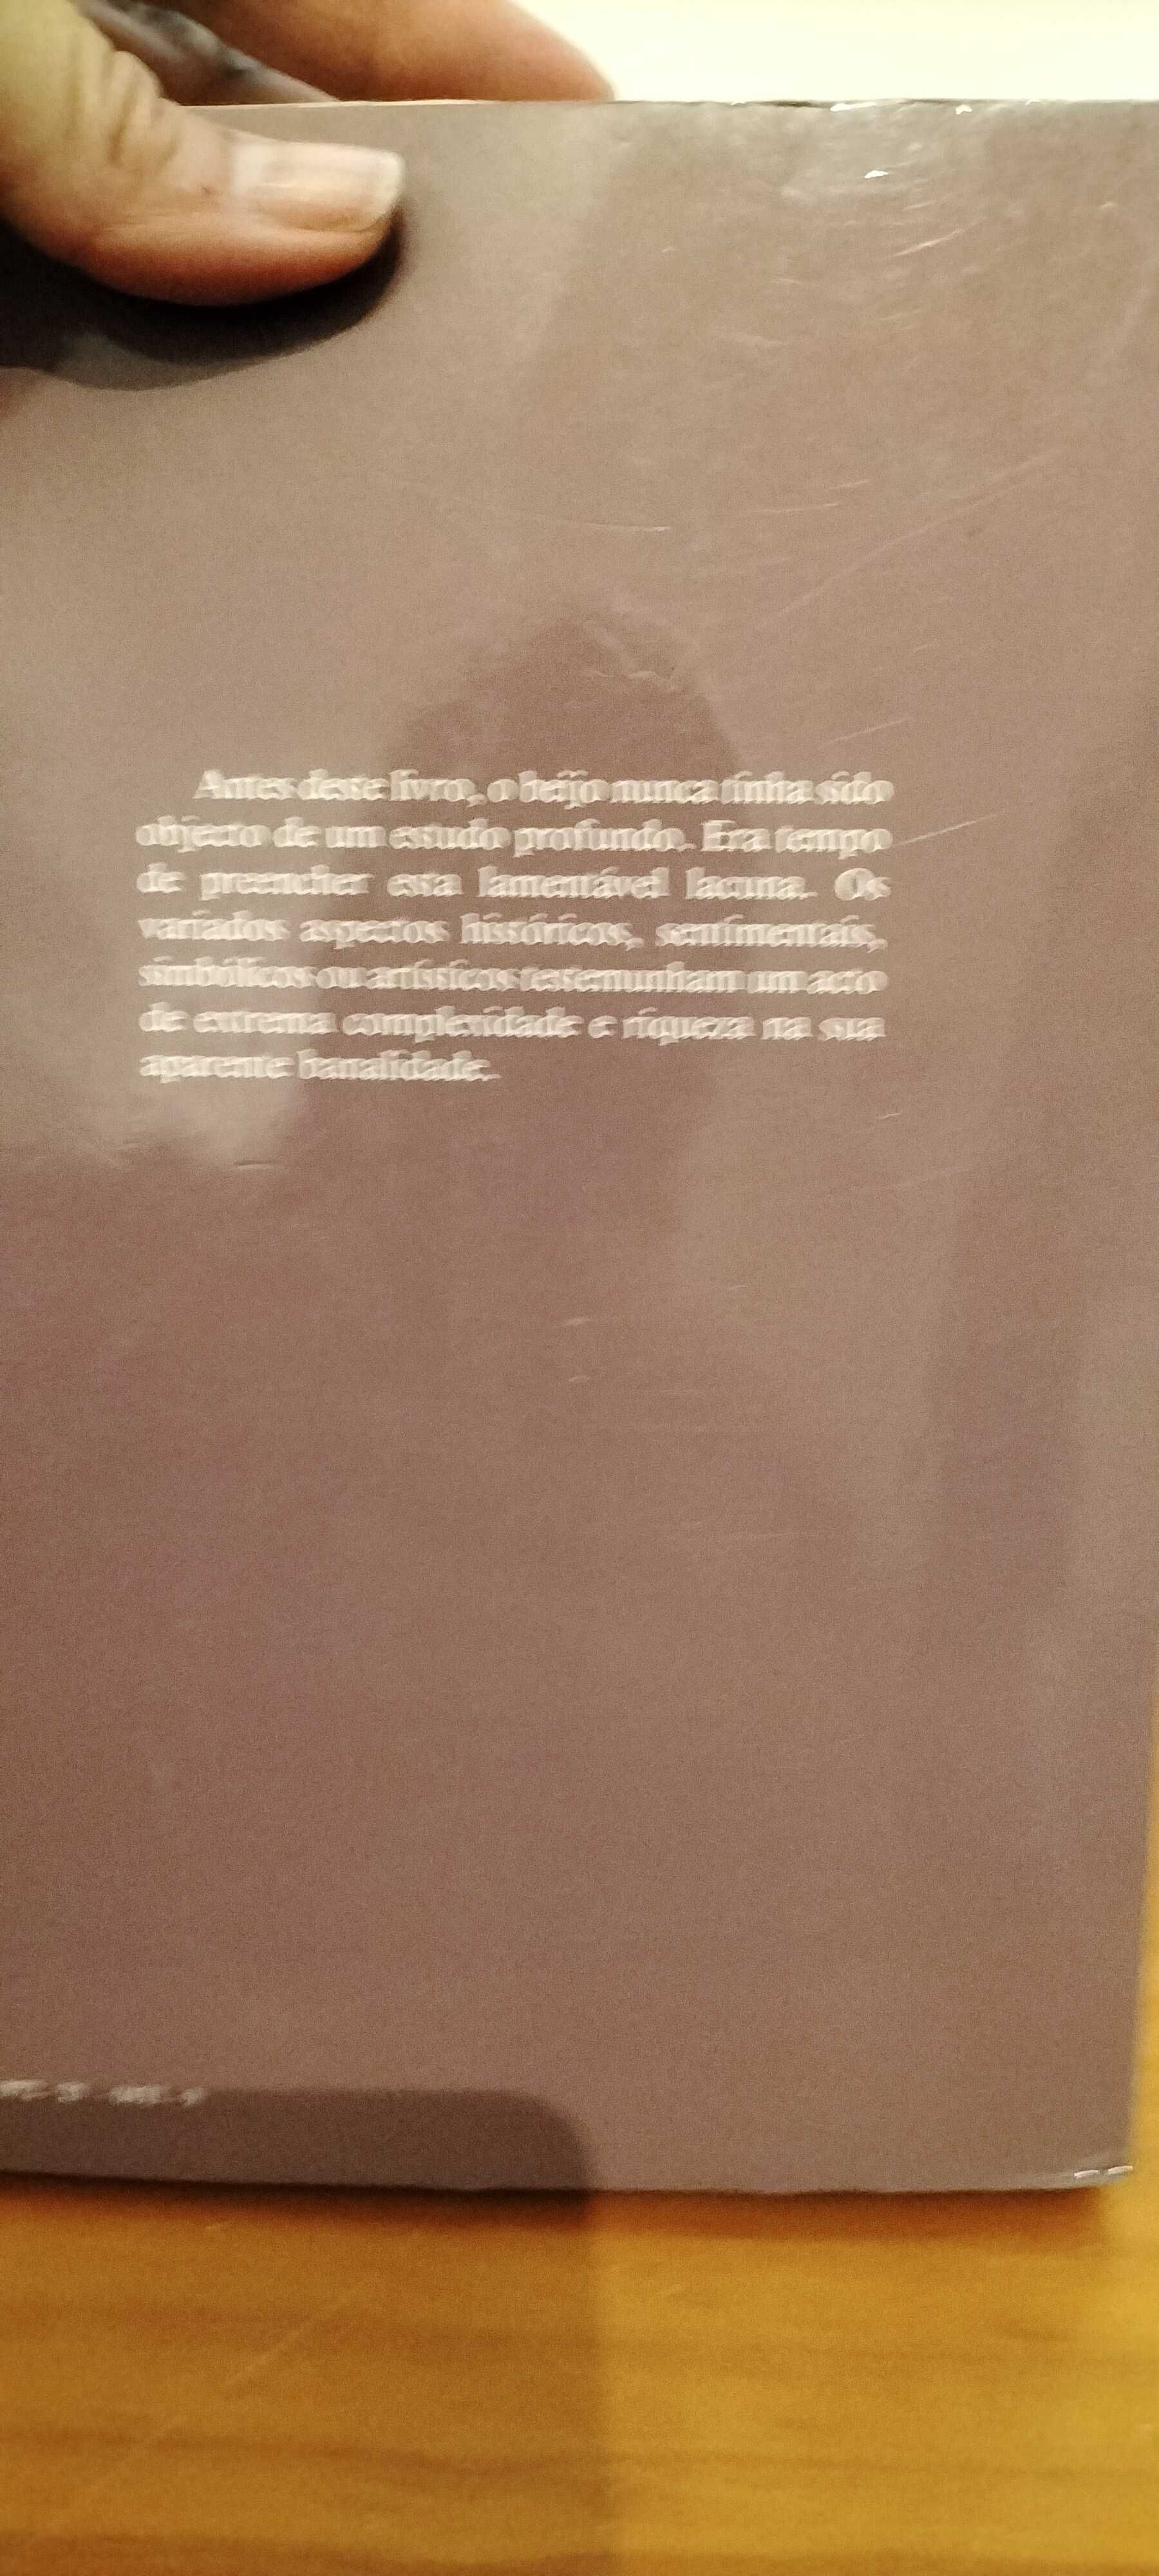 Antes deste livro, o beijo nunca tinha sido
objecto de um estudo profundo. Era tempo
de preencher essa lamentável lacuna. Os
variados aspectos históricos, sentimentais,
simbólicos ou artísticos testemunham um acto
de extrema complexidade e riqueza na sua
aparente banalidade.